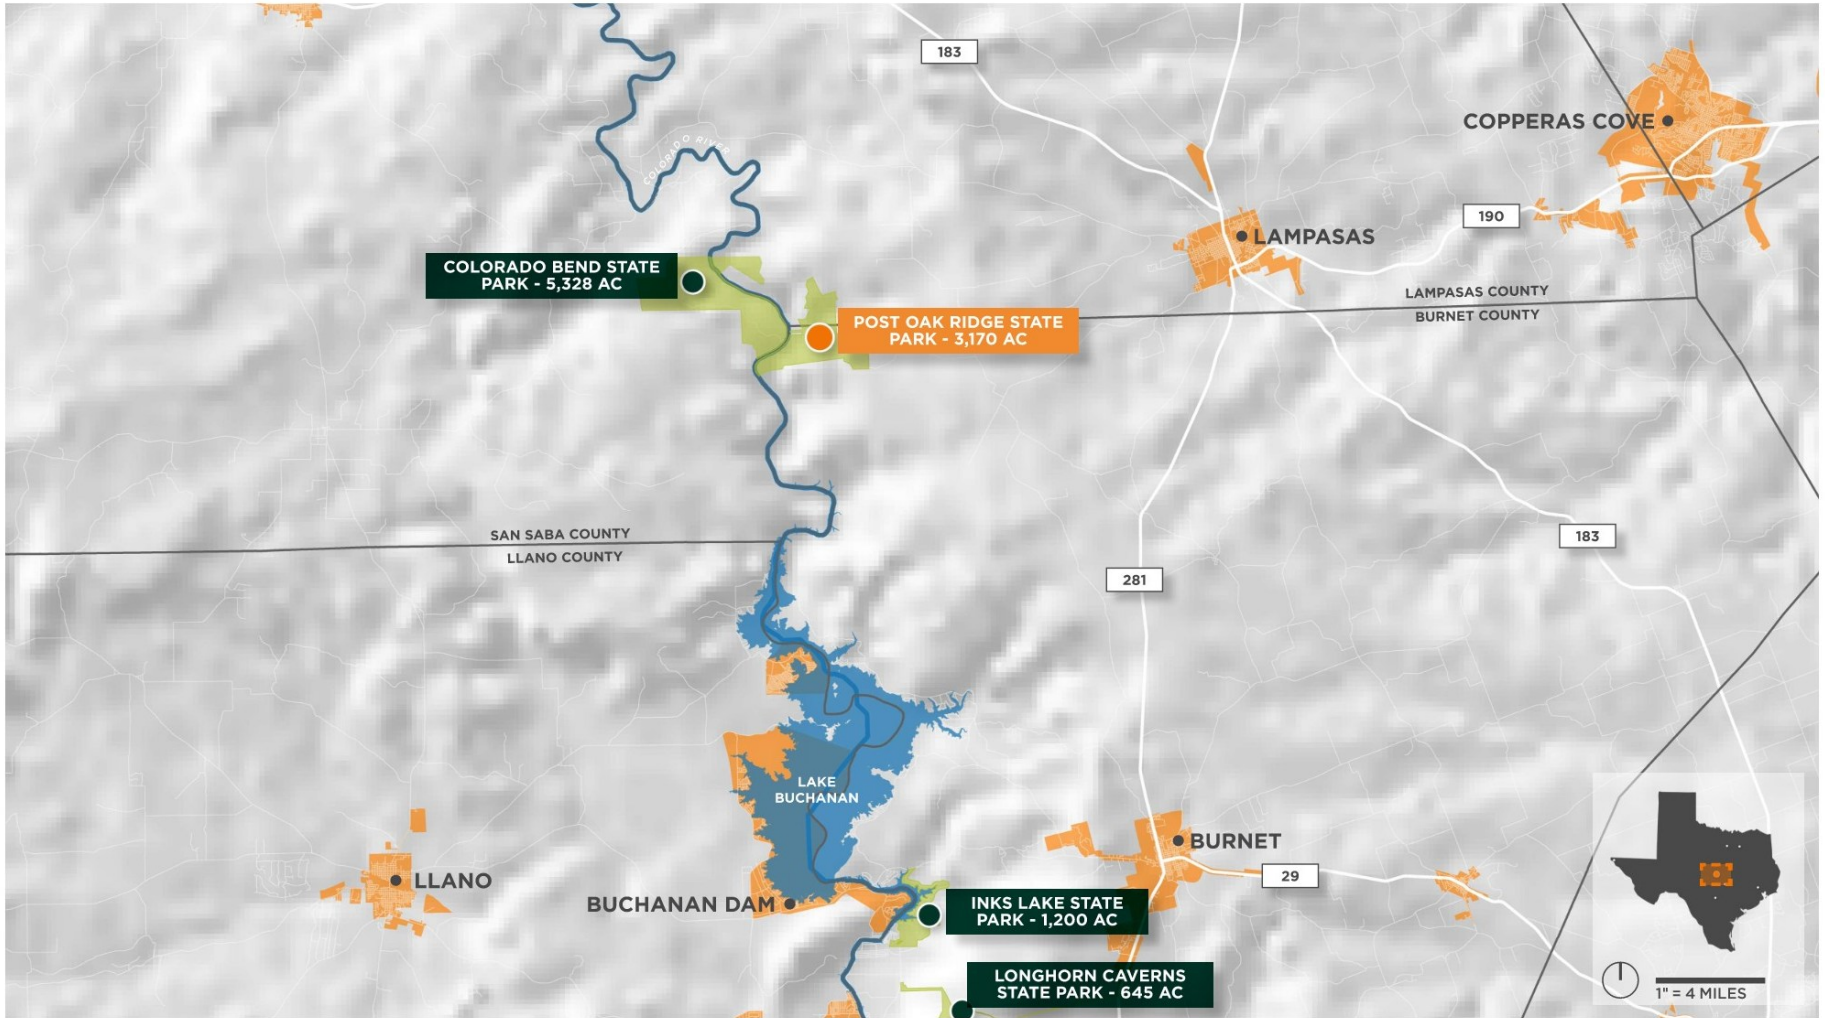 183
COPPERAS COVE
COLORADO RIVER
190
LAMPASAS
COLORADO BEND STATE
PARK - 5,328 AC
LAMPASAS COUNTY
BURNET COUNTY
POST OAK RIDGE STATE
PARK - 3,170 AC
SAN SABA COUNTY
LLANO COUNTY
183
281
LAKE
BUCHANAN
BURNET
29
LLANO
BUCHANAN DAM
INKS LAKE STATE
PARK - 1,200 AC
LONGHORN CAVERNS
STATE PARK - 645 AC
1" = 4 MILES